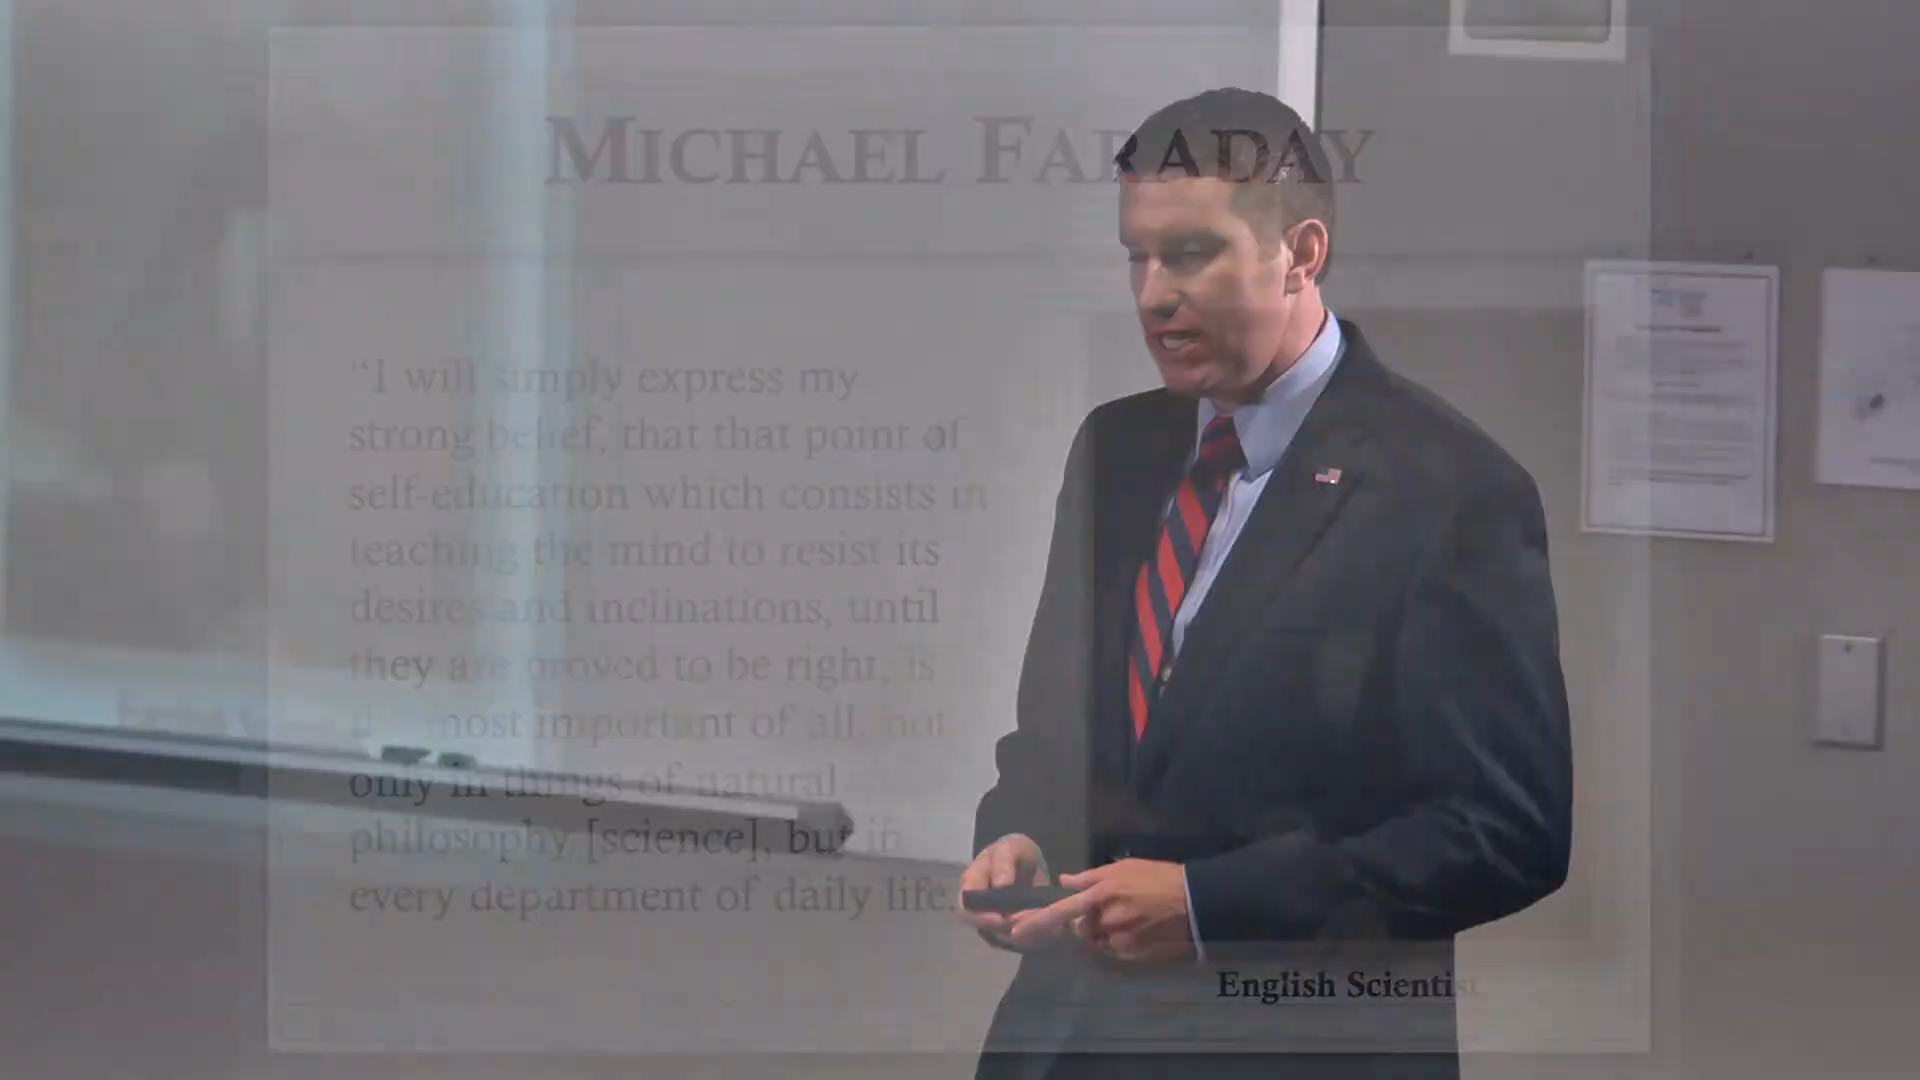 MICHAEL FARADAY
“I will simply express my
strong belief, that that point of
self-education which consists in
teaching the mind to resist its
desires and inclinations, until
they are proved to be right, is
most important of all, not
only in things of natural
philosophy [science], but in
every department of daily life.
English Scientist